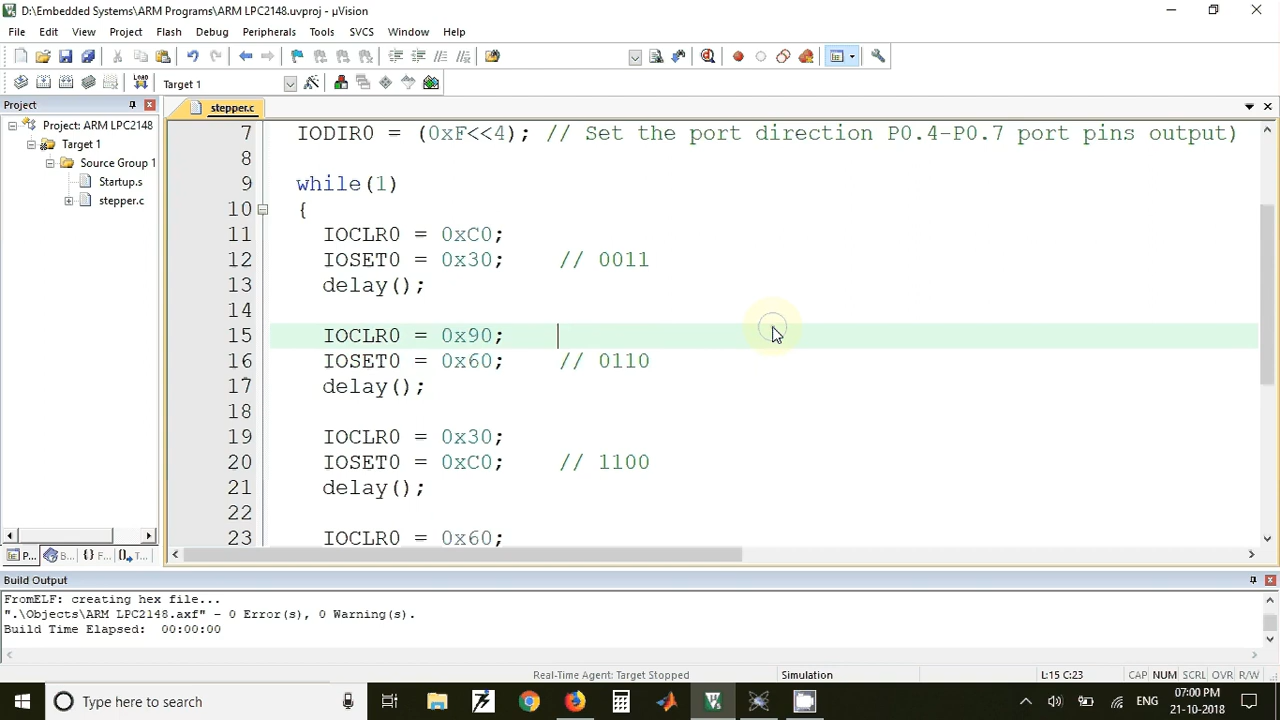 D:\Embedded Systems\ARM Programs\ARM LPC2148.uvproj - µVision
File Edit View Project Flash Debug Peripherals Tools SVCS Window Help
LOAD Target 1
Project
stepper.c
Project: ARM LPC2148
Target 1
Source Group 1
Startup.s
stepper.c
7 IODIR0 = (0xF<<4); // Set the port direction P0.4-P0.7 port pins output)
8
9 while(1)
10 {
11 IOCLR0 = 0xC0;
12 IOSET0 = 0x30; // 0011
13 delay();
14
15 IOCLR0 = 0x90;
16 IOSET0 = 0x60; // 0110
17 delay();
18
19 IOCLR0 = 0x30;
20 IOSET0 = 0xC0; // 1100
21 delay();
22
23 IOCLR0 = 0x60;
P... B... {} F... 0.. T...
Build Output
FromELF: creating hex file...
".\Objects\ARM LPC2148.axf" - 0 Error(s), 0 Warning(s).
Build Time Elapsed: 00:00:00
Real-Time Agent: Target Stopped Simulation L:15 C:23 CAP NUM SCRL OVR R/W
Type here to search
ENG
07:00 PM
21-10-2018